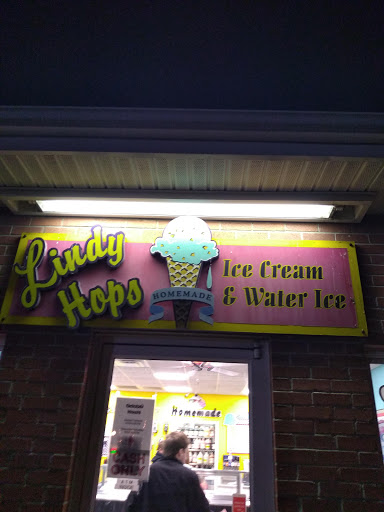 Lindy
Hops
HOMEMADE
Ice Cream
& Water Ice
Homemade
CASH
ONLY